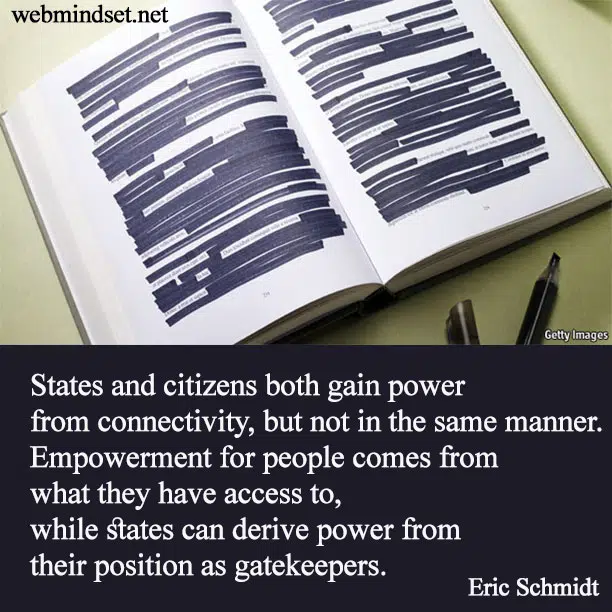 webmindset.net
Getty Images
States and citizens both gain power
from connectivity, but not in the same manner.
Empowerment for people comes from
what they have access to,
while states can derive power from
their position as gatekeepers.
Eric Schmidt